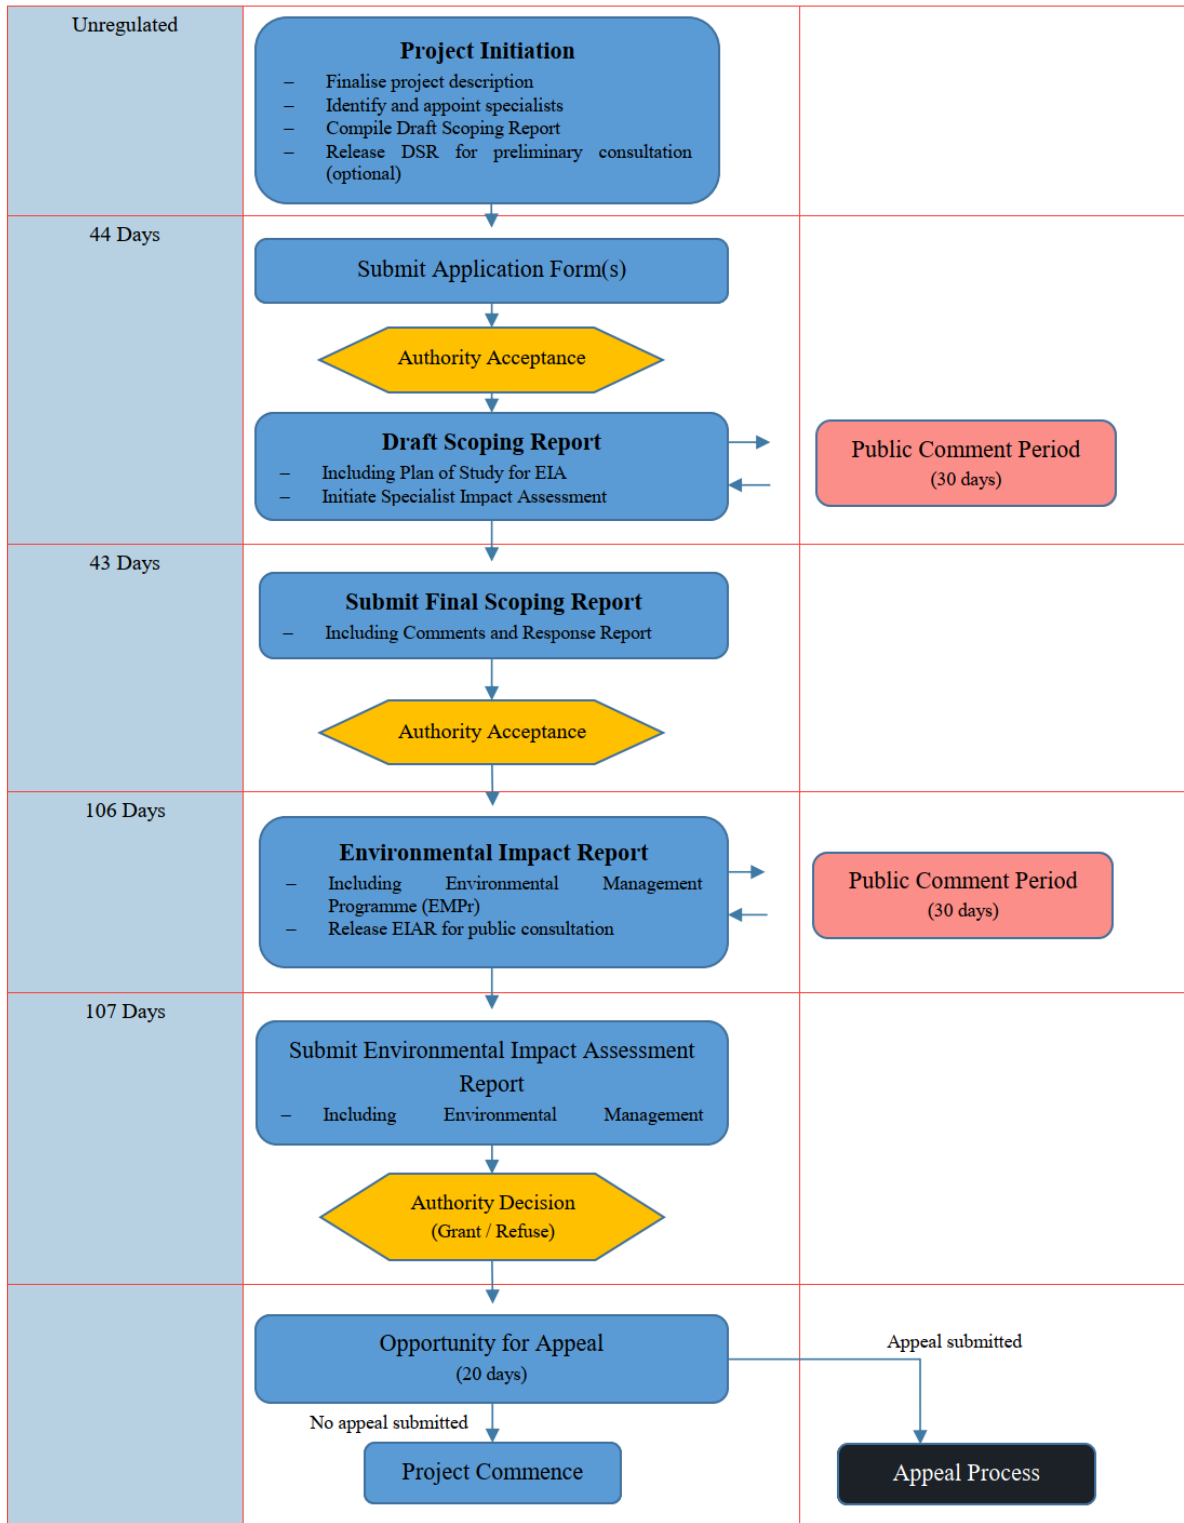 Unregulated
Project Initiation
– Finalise project description
– Identify and appoint specialists
– Compile Draft Scoping Report
– Release DSR for preliminary consultation
(optional)
44 Days
Submit Application Form(s)
Authority Acceptance
Draft Scoping Report
– Including Plan of Study for EIA
– Initiate Specialist Impact Assessment
Public Comment Period
(30 days)
43 Days
Submit Final Scoping Report
– Including Comments and Response Report
Authority Acceptance
106 Days
Environmental Impact Report
– Including Environmental Management
Programme (EMPr)
– Release EIAR for public consultation
Public Comment Period
(30 days)
107 Days
Submit Environmental Impact Assessment
Report
– Including Environmental Management
Authority Decision
(Grant / Refuse)
Opportunity for Appeal
(20 days)
Appeal submitted
No appeal submitted
Project Commence
Appeal Process